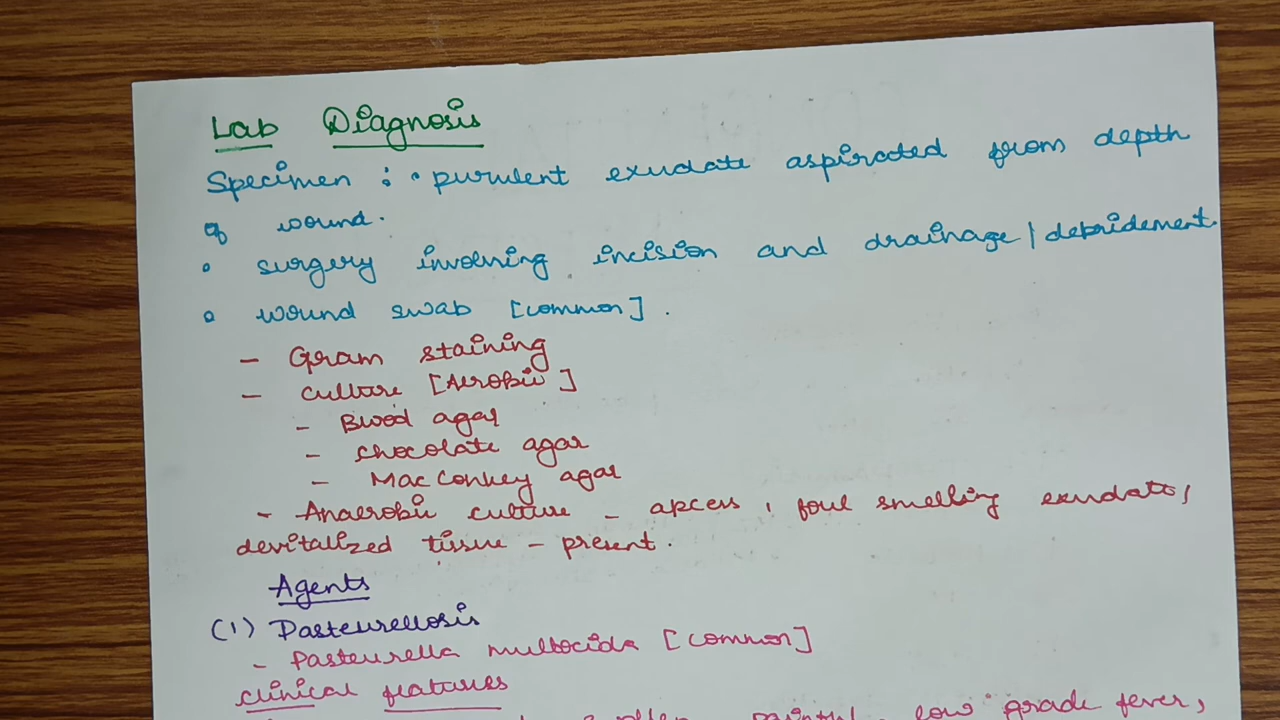 Lab Diagnosis
Specimen : • purulent exudate aspirated from depth
of wound.
• surgery involving incision and drainage / debridement.
• wound swab [common].
- Gram staining
- culture [Aerobic]
- Blood agar
- chocolate agar
- MacConkey agar
- Anaerobic culture - apcess, foul smelling exudate,
devitalized tissue - present.
Agents
(1) Pasteurellosis
- Pasteurella multocida [common]
clinical features
painful, low grade fever,